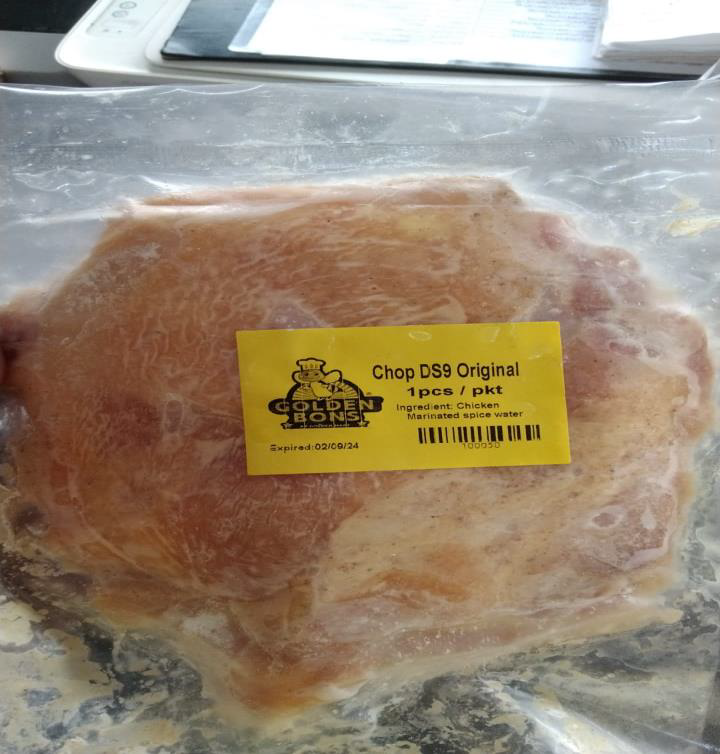 Chop DS9 Original
1pcs / pkt
Ingredient: Chicken
Marinated spice water
GOLDEN
BONS
Expired:02/09/24
100050